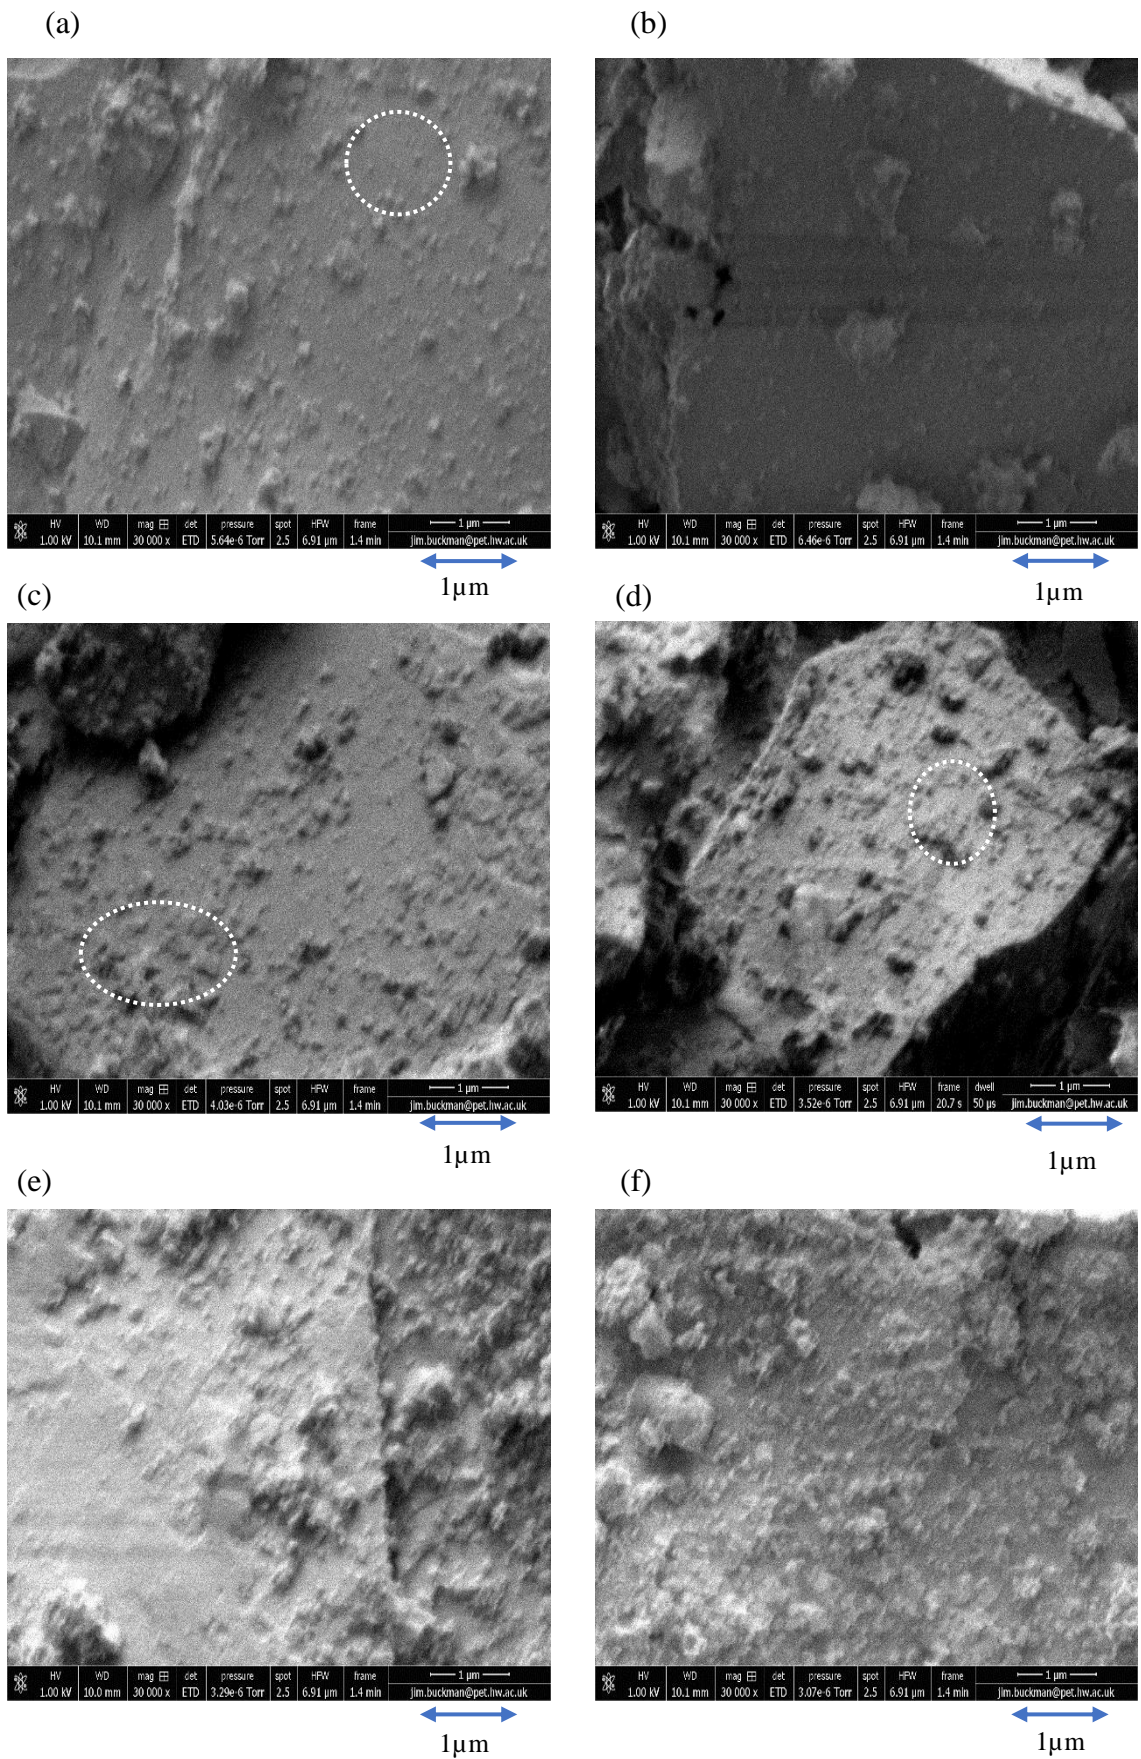 (a)
(b)
HV WD mag det pressure spot HFW frame 1 µm
1.00 kV 10.1 mm 30 000 x ETD 5.64e-6 Torr 2.5 6.91 µm 1.4 min jim.buckman@pet.hw.ac.uk
HV WD mag det pressure spot HFW frame 1 µm
1.00 kV 10.1 mm 30 000 x ETD 6.46e-6 Torr 2.5 6.91 µm 1.4 min jim.buckman@pet.hw.ac.uk
1µm
1µm
(c)
(d)
HV WD mag det pressure spot HFW frame 1 µm
1.00 kV 10.1 mm 30 000 x ETD 4.03e-6 Torr 2.5 6.91 µm 1.4 min jim.buckman@pet.hw.ac.uk
HV WD mag det pressure spot HFW frame dwell 1 µm
1.00 kV 10.1 mm 30 000 x ETD 3.52e-6 Torr 2.5 6.91 µm 20.7 s 50 µs jim.buckman@pet.hw.ac.uk
1µm
1µm
(e)
(f)
HV WD mag det pressure spot HFW frame 1 µm
1.00 kV 10.0 mm 30 000 x ETD 3.29e-6 Torr 2.5 6.91 µm 1.4 min jim.buckman@pet.hw.ac.uk
HV WD mag det pressure spot HFW frame 1 µm
1.00 kV 10.1 mm 30 000 x ETD 3.07e-6 Torr 2.5 6.91 µm 1.4 min jim.buckman@pet.hw.ac.uk
1µm
1µm